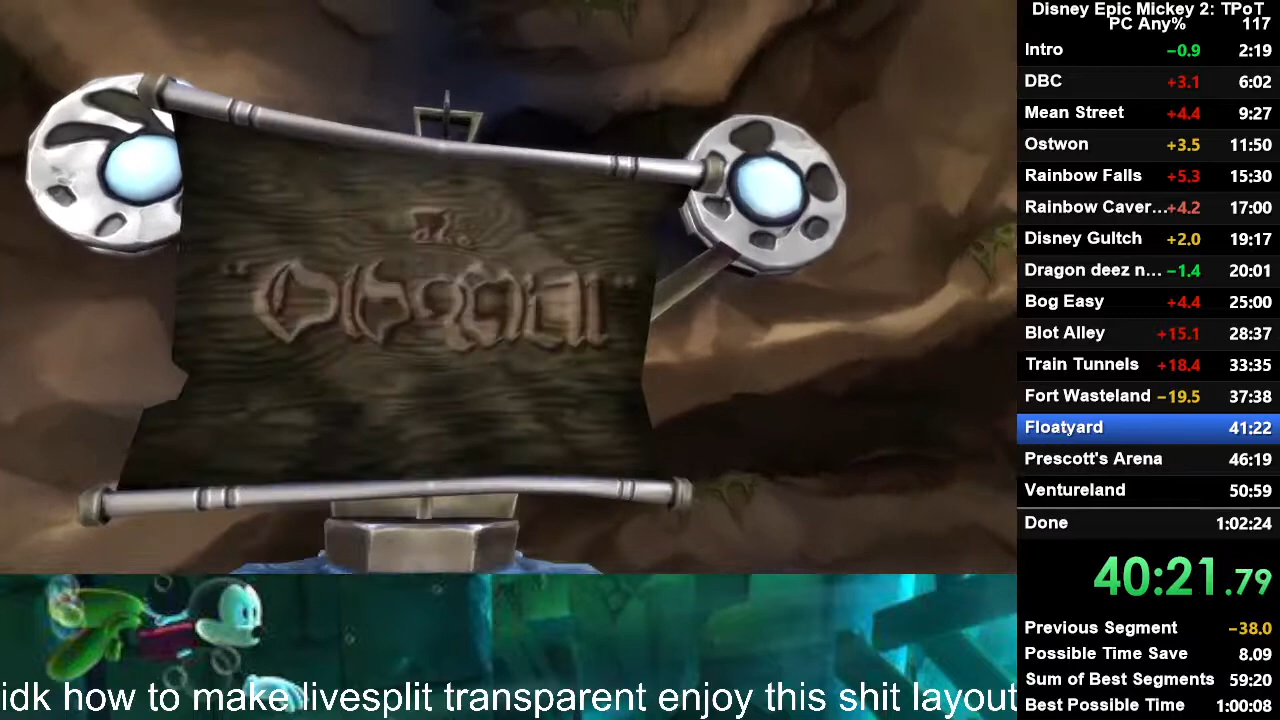 Disney Epic Mickey 2: TPoT
PC Any% 117
Intro −0.9 2:19
DBC +3.1 6:02
Mean Street +4.4 9:27
Ostwon +3.5 11:50
Rainbow Falls +5.3 15:30
Rainbow Caver... +4.2 17:00
Disney Gultch +2.0 19:17
Dragon deez n... −1.4 20:01
Bog Easy +4.4 25:00
Blot Alley +15.1 28:37
Train Tunnels +18.4 33:35
Fort Wasteland −19.5 37:38
Floatyard 41:22
Prescott's Arena 46:19
Ventureland 50:59
Done 1:02:24
40:21.79
Previous Segment −38.0
Possible Time Save 8.09
Sum of Best Segments 59:20
Best Possible Time 1:00:08
idk how to make livesplit transparent enjoy this shit layout